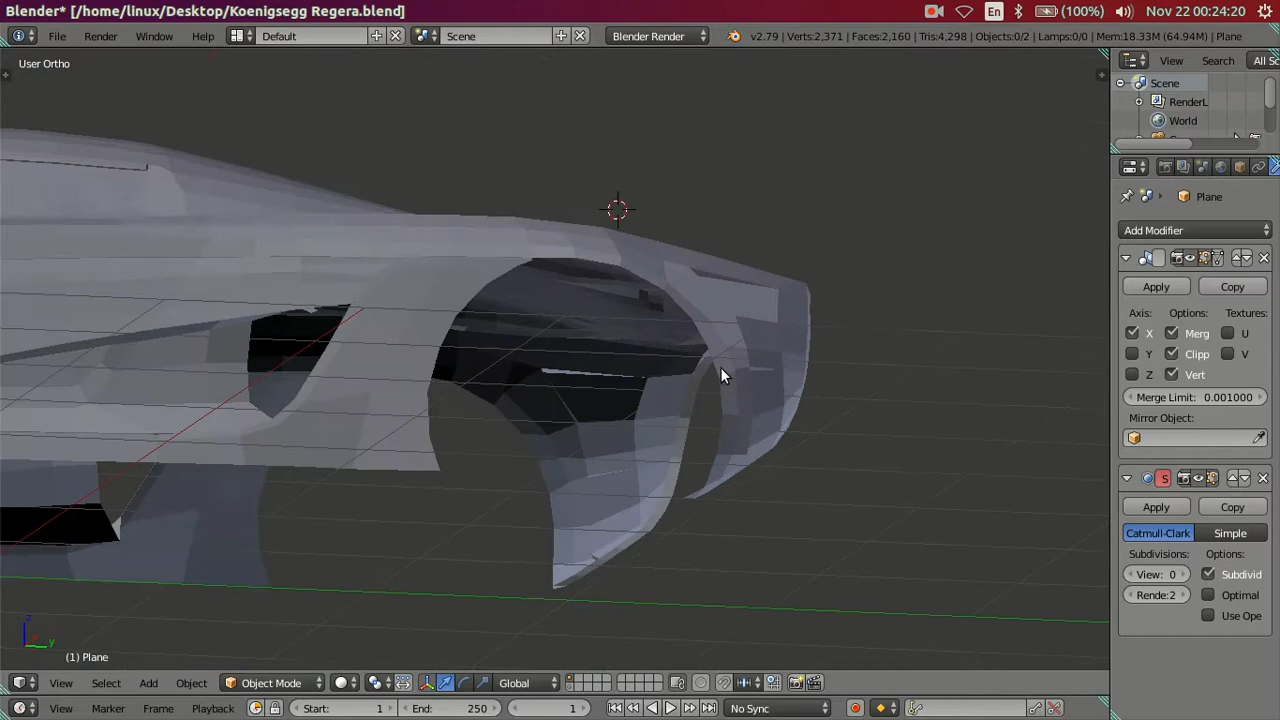 Blender* [/home/linux/Desktop/Koenigsegg Regera.blend]
En (100%) Nov 22 00:24:20
File Render Window Help Default Scene Blender Render v2.79 | Verts:2,371 | Faces:2,160 | Tris:4,298 | Objects:0/2 | Lamps:0/0 | Mem:18.33M (64.94M) | Plane
User Ortho
View Search All Sc
Scene
RenderL
World
Plane
Add Modifier
Apply Copy
Axis: Merg Textures:
X Merg U
Y Clipp V
Z Vert
Merge Limit: 0.001000
Mirror Object:
S
Apply Copy
Catmull-Clark Simple
Subdivisions: Options:
View: 0 Subdivid
Rende:2 Optimal
Use Ope
z
x y
(1) Plane
View Select Add Object Object Mode Global
View Marker Frame Playback Start: 1 End: 250 1 No Sync